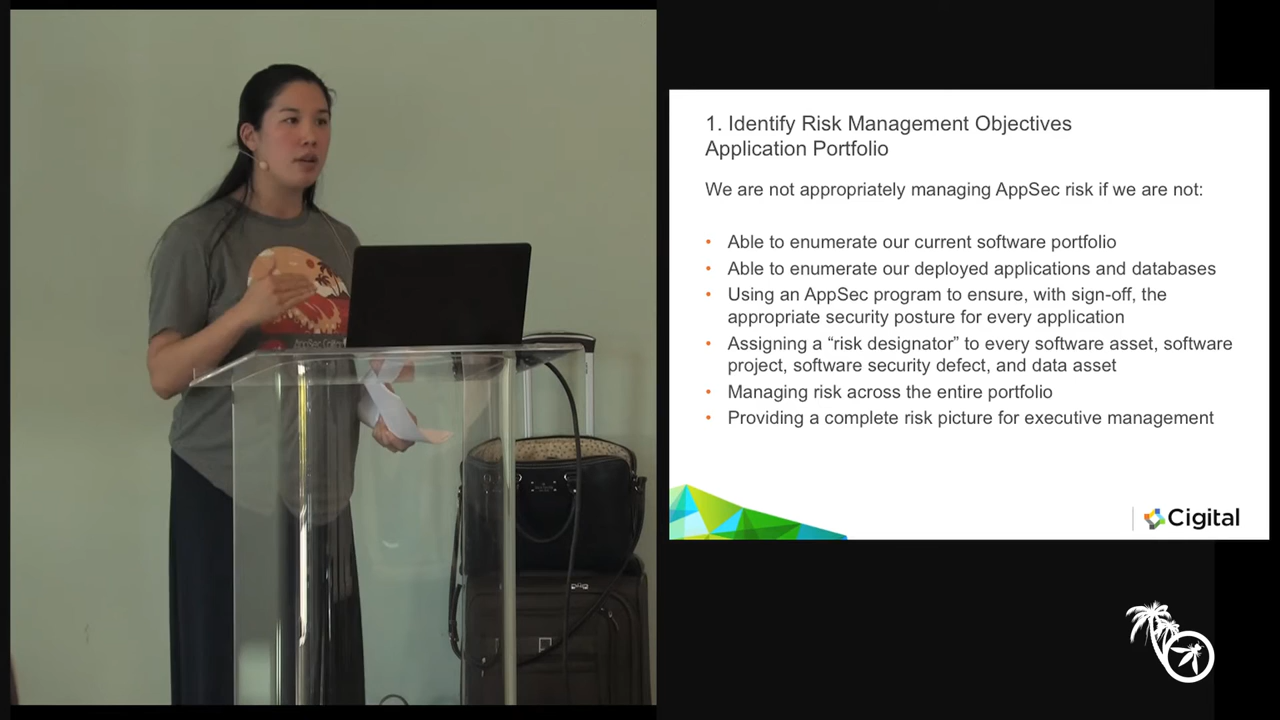 1. Identify Risk Management Objectives
Application Portfolio
We are not appropriately managing AppSec risk if we are not:
• Able to enumerate our current software portfolio
• Able to enumerate our deployed applications and databases
• Using an AppSec program to ensure, with sign-off, the
appropriate security posture for every application
• Assigning a “risk designator” to every software asset, software
project, software security defect, and data asset
• Managing risk across the entire portfolio
• Providing a complete risk picture for executive management
Cigital